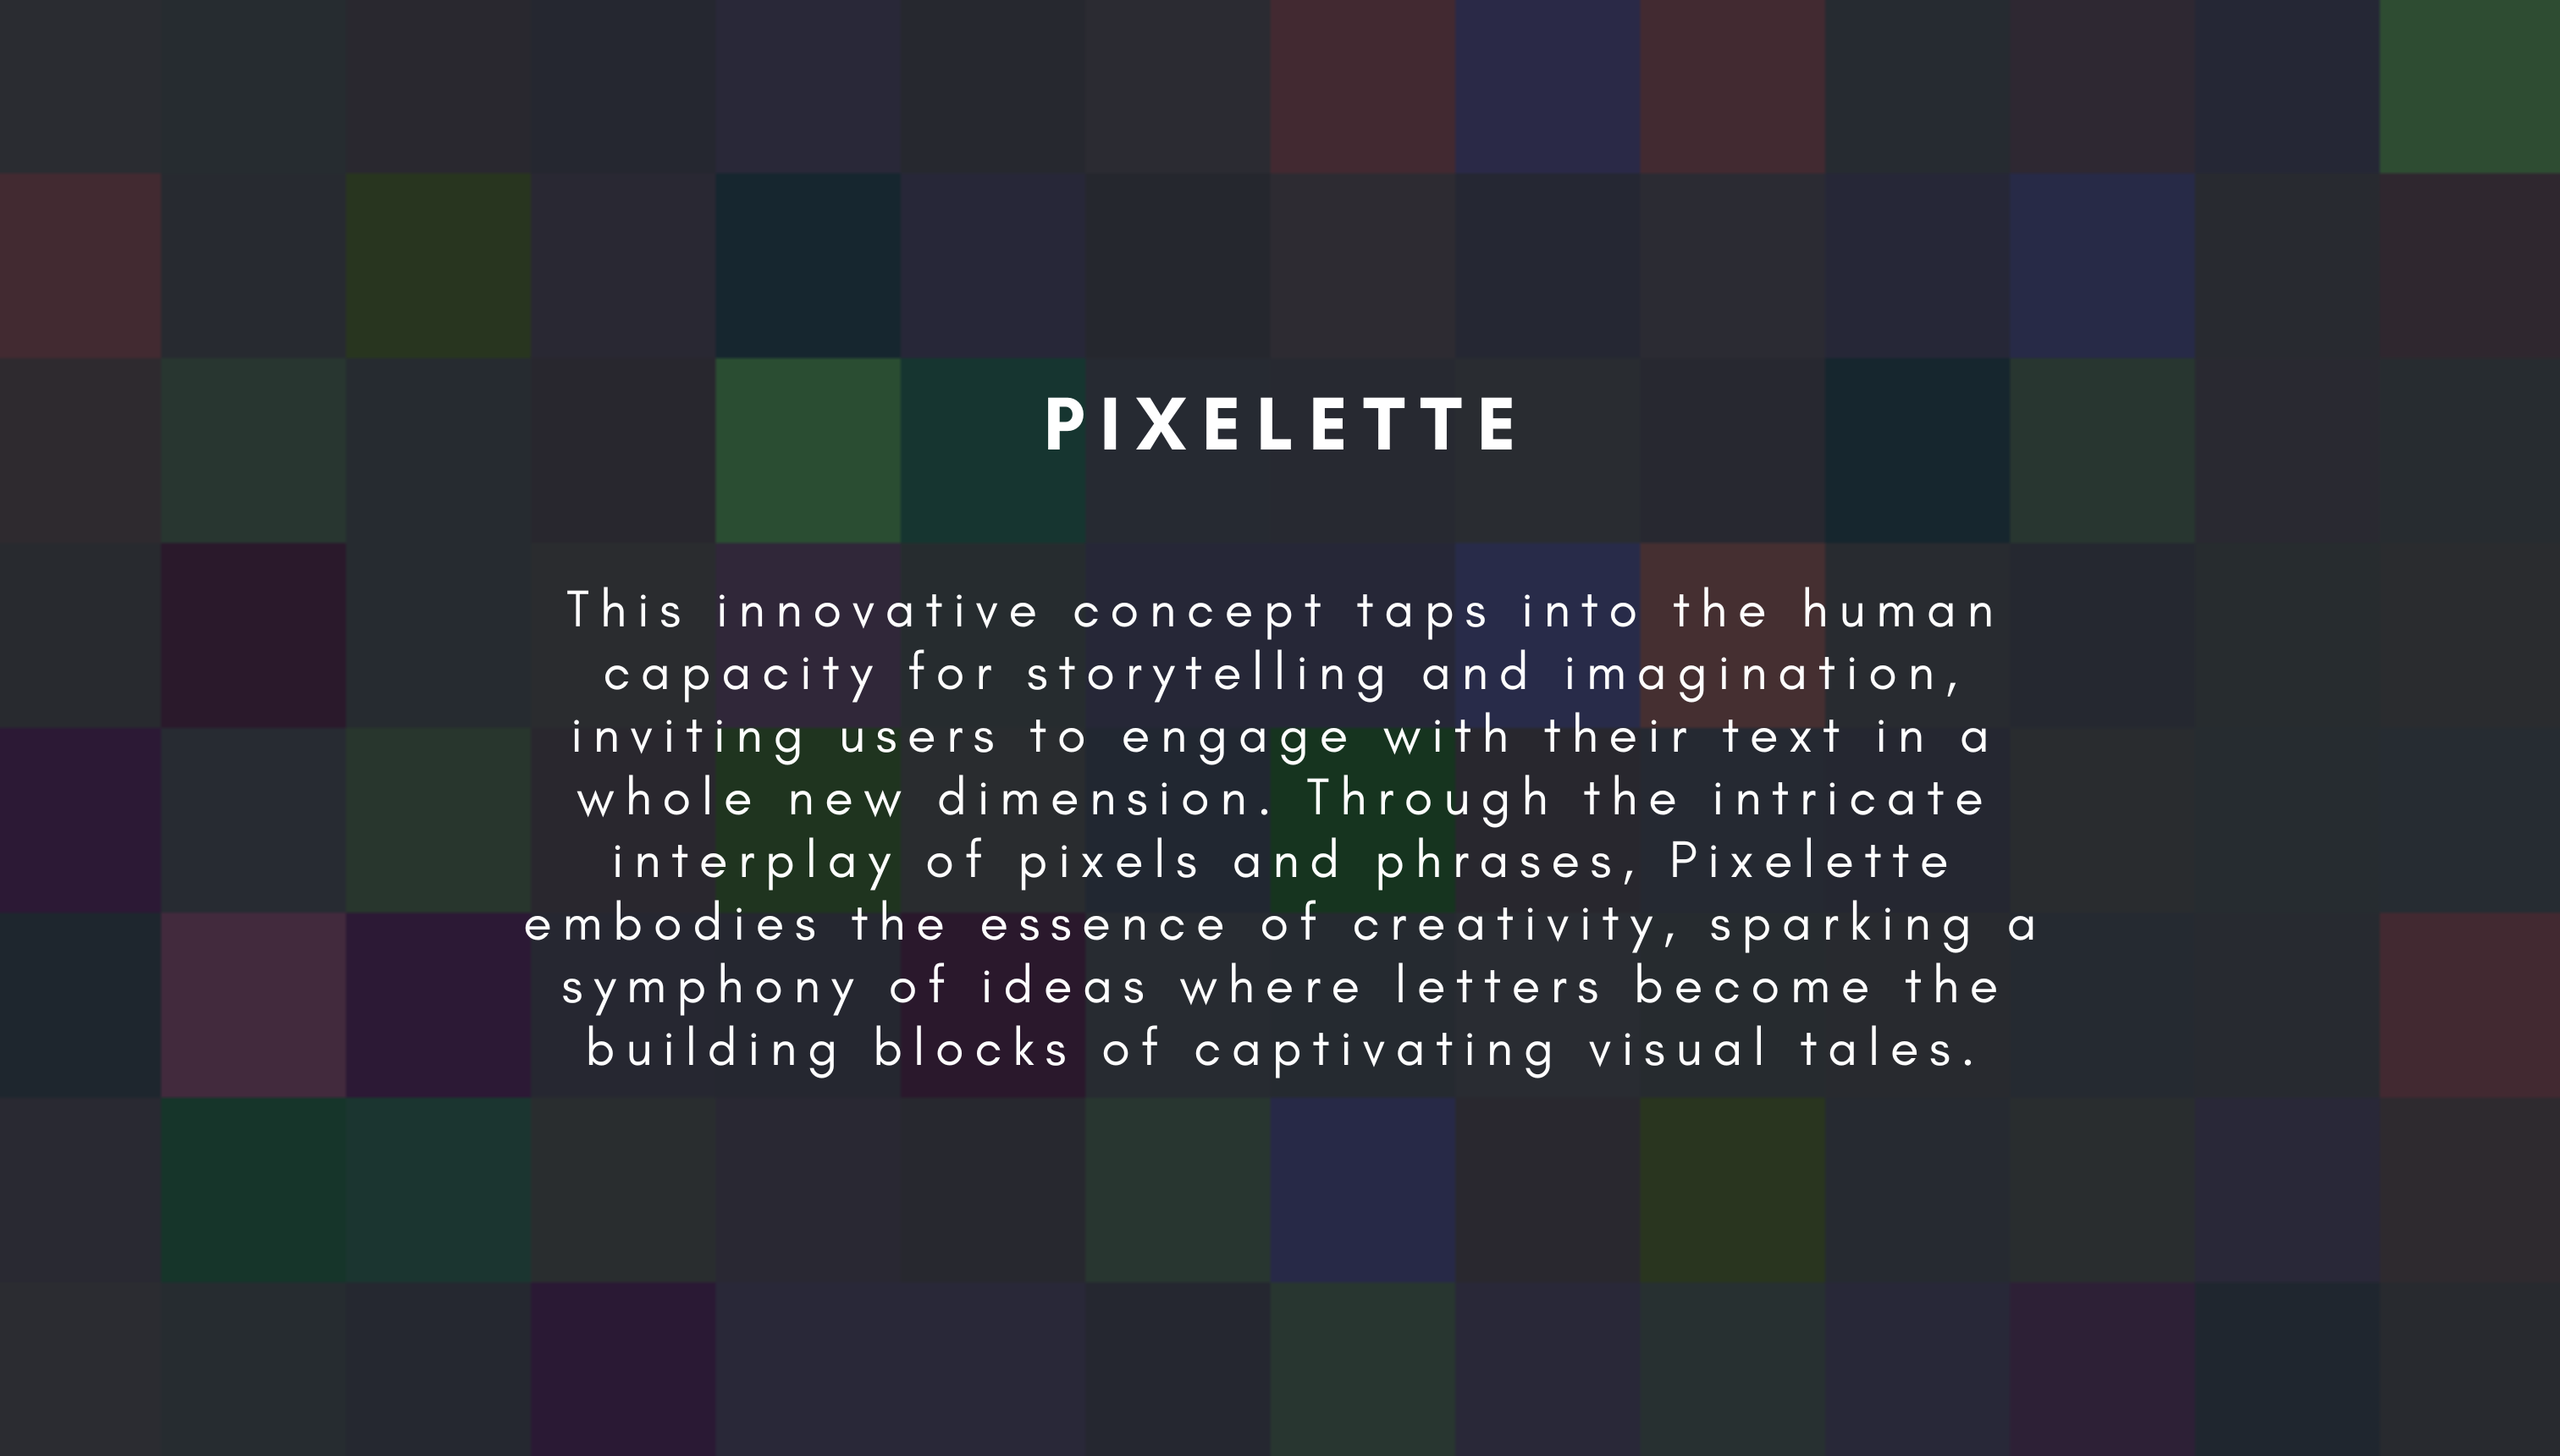 PIXELETTE
This innovative concept taps into the human
capacity for storytelling and imagination,
inviting users to engage with their text in a
whole new dimension. Through the intricate
interplay of pixels and phrases, Pixelette
embodies the essence of creativity, sparking a
symphony of ideas where letters become the
building blocks of captivating visual tales.